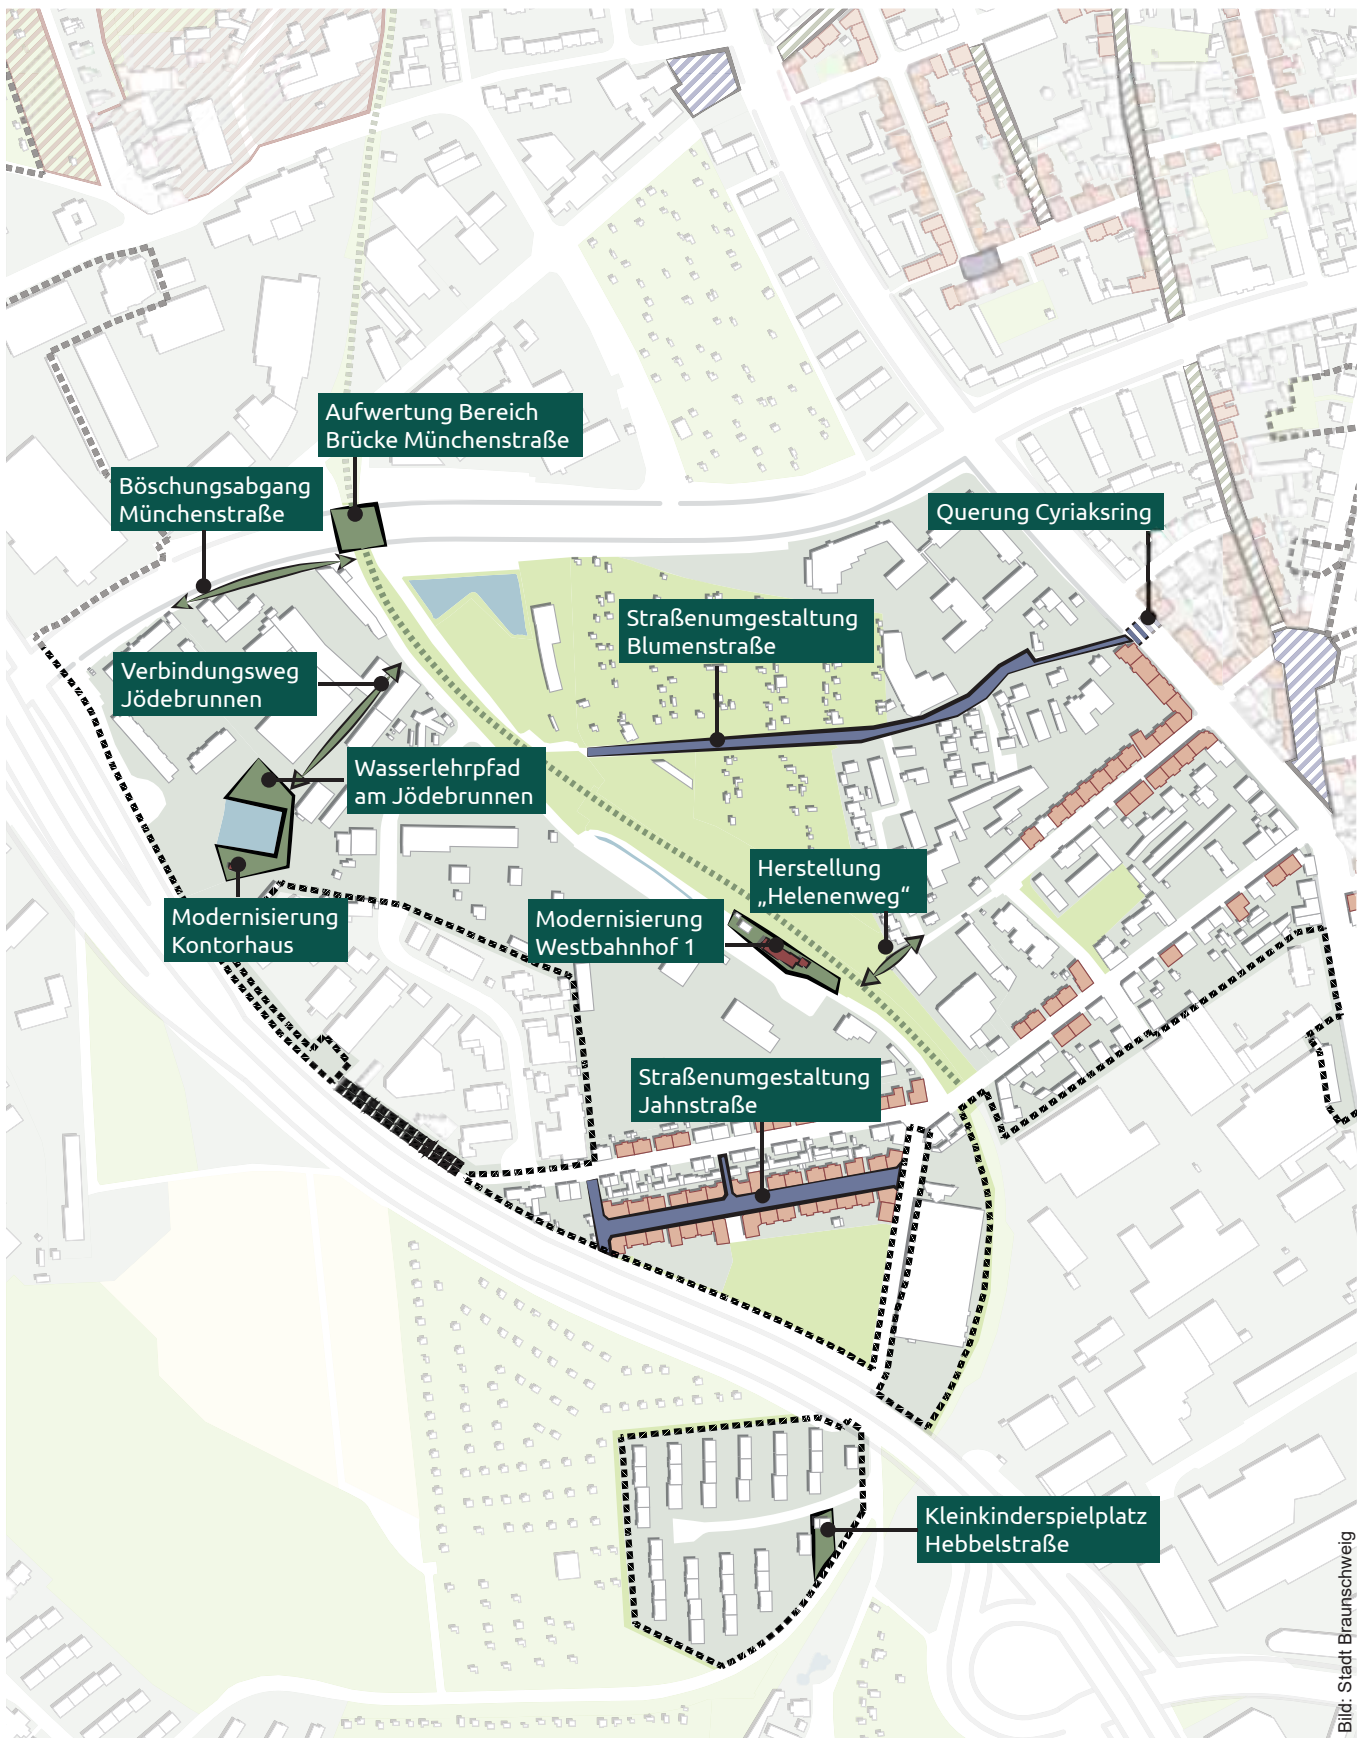 Aufwertung Bereich
Brücke Münchenstraße
Böschungsabgang
Münchenstraße
Querung Cyriaksring
Straßenumgestaltung
Blumenstraße
Verbindungsweg
Jödebrunnen
Wasserlehrpfad
am Jödebrunnen
Herstellung
„Helenenweg“
Modernisierung
Kontorhaus
Modernisierung
Westbahnhof 1
Straßenumgestaltung
Jahnstraße
Kleinkinderspielplatz
Hebbelstraße
Bild: Stadt Braunschweig